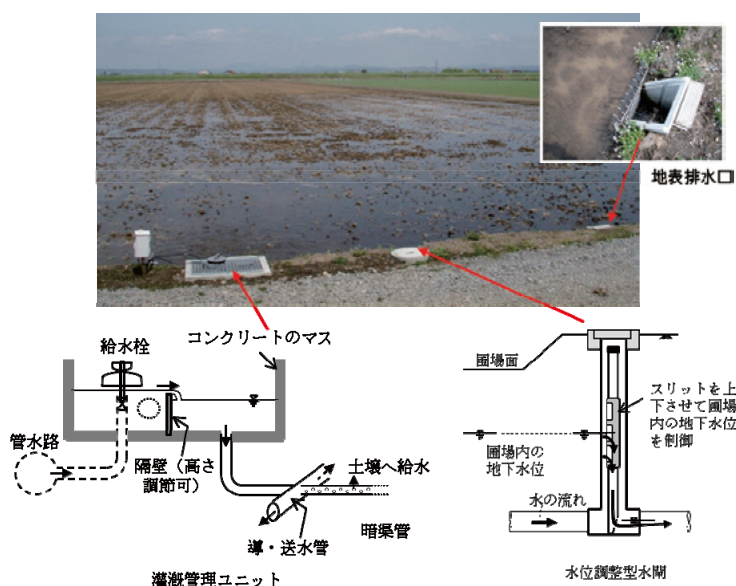 地表排水口
コンクリートのマス
給水栓
管水路
隔壁（高さ
調節可）
土壌へ給水
暗渠管
導・送水管
灌漑管理ユニット
圃場面
スリットを上
下させて圃場
内の地下水位
を制御
圃場内の
地下水位
水の流れ
水位調整型水閘